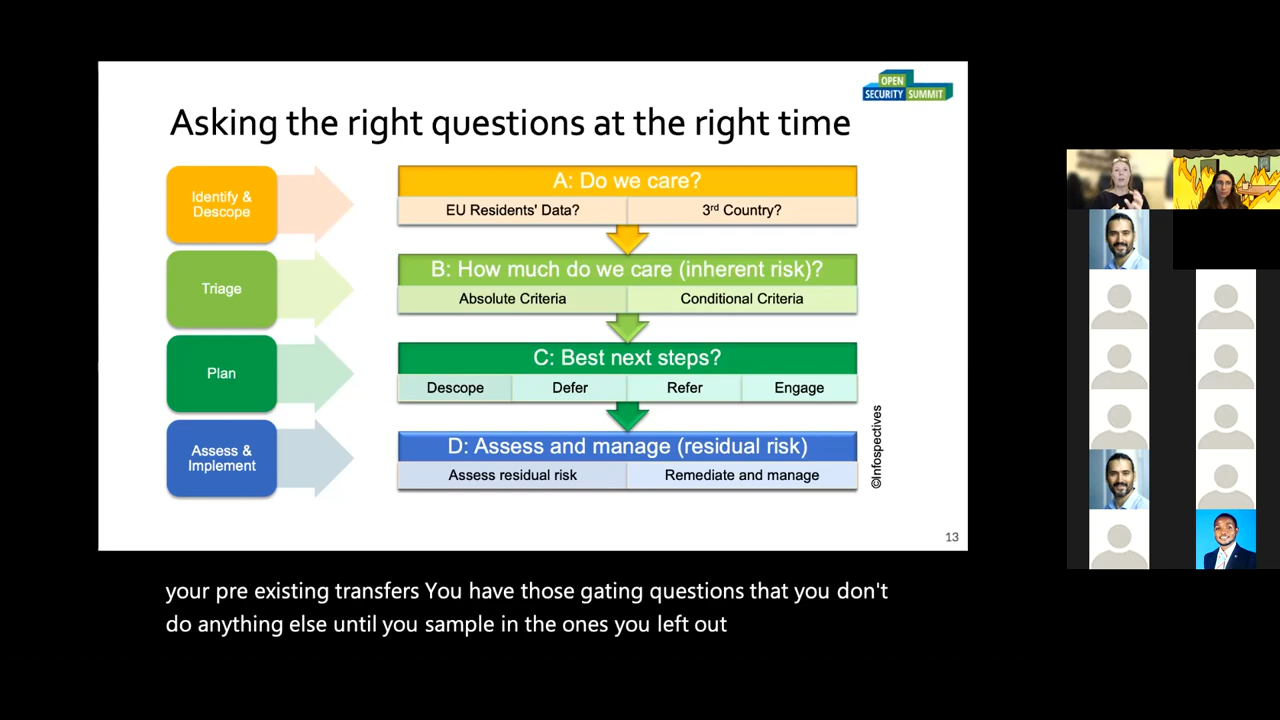 OPEN
SECURITY SUMMIT
Asking the right questions at the right time
Identify &
Descope
A: Do we care?
EU Residents' Data?
3rd Country?
Triage
B: How much do we care (inherent risk)?
Absolute Criteria
Conditional Criteria
Plan
C: Best next steps?
Descope
Defer
Refer
Engage
Assess &
Implement
D: Assess and manage (residual risk)
Assess residual risk
Remediate and manage
©Infospectives
13
your pre existing transfers You have those gating questions that you don't
do anything else until you sample in the ones you left out